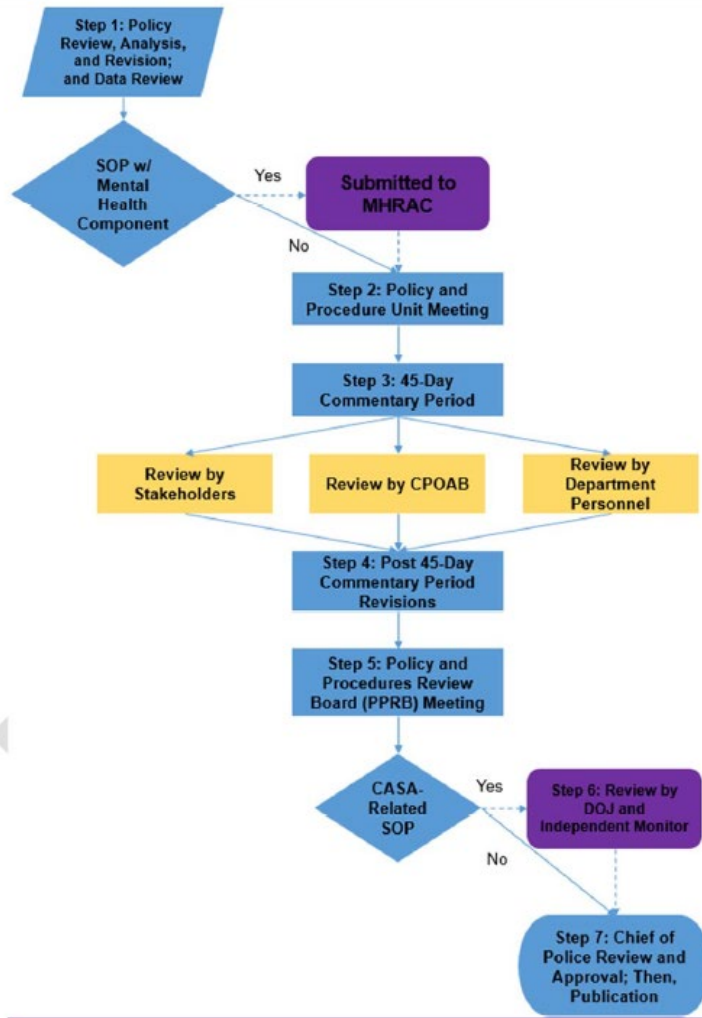 Step 1: Policy
Review, Analysis,
and Revision;
and Data Review
SOP w/
Mental
Health
Component
Yes
Submitted to
MHRAC
No
Step 2: Policy and
Procedure Unit Meeting
Step 3: 45-Day
Commentary Period
Review by
Stakeholders
Review by CPOAB
Review by
Department
Personnel
Step 4: Post 45-Day
Commentary Period
Revisions
Step 5: Policy and
Procedures Review
Board (PPRB) Meeting
CASA-
Related
SOP
Yes
Step 6: Review by
DOJ and
Independent Monitor
No
Step 7: Chief of
Police Review and
Approval; Then,
Publication